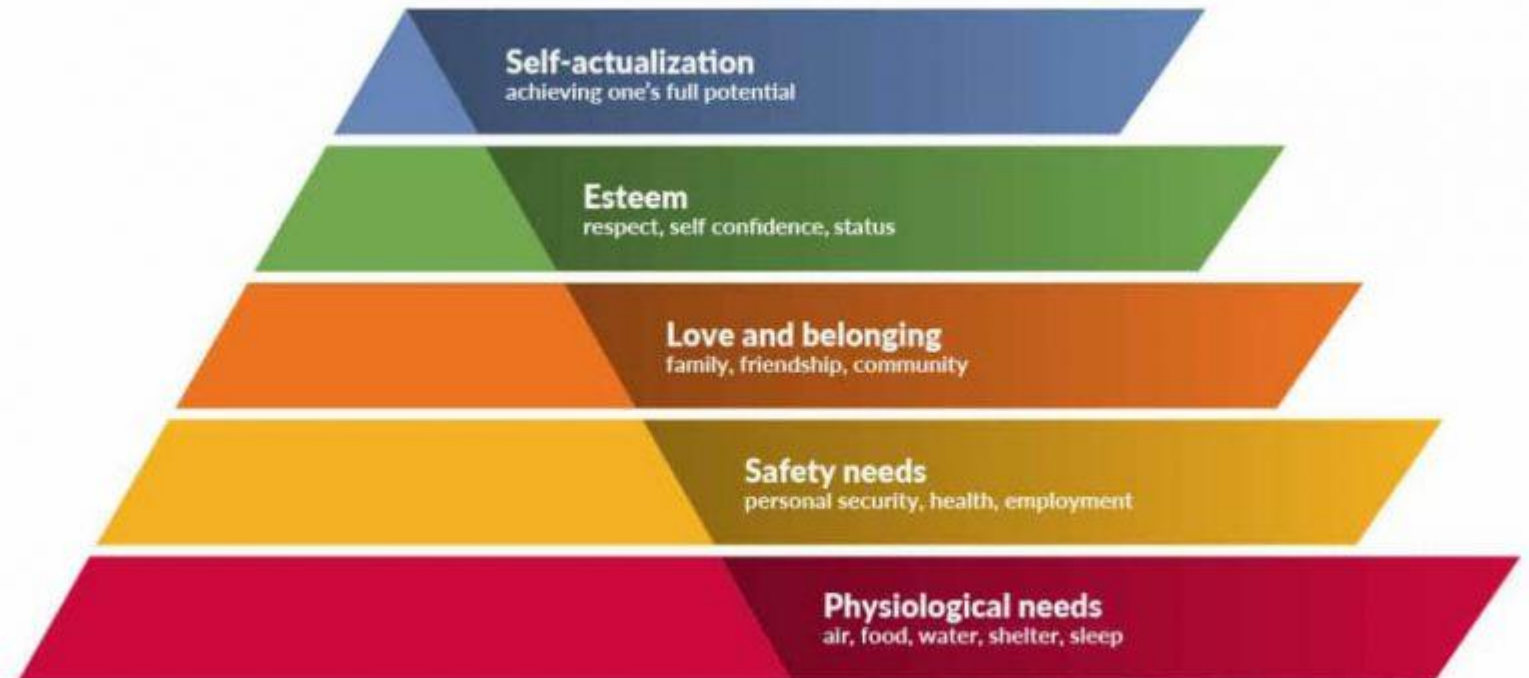 Self-actualization
achieving one's full potential
Esteem
respect, self confidence, status
Love and belonging
family, friendship, community
Safety needs
personal security, health, employment
Physiological needs
air, food, water, shelter, sleep